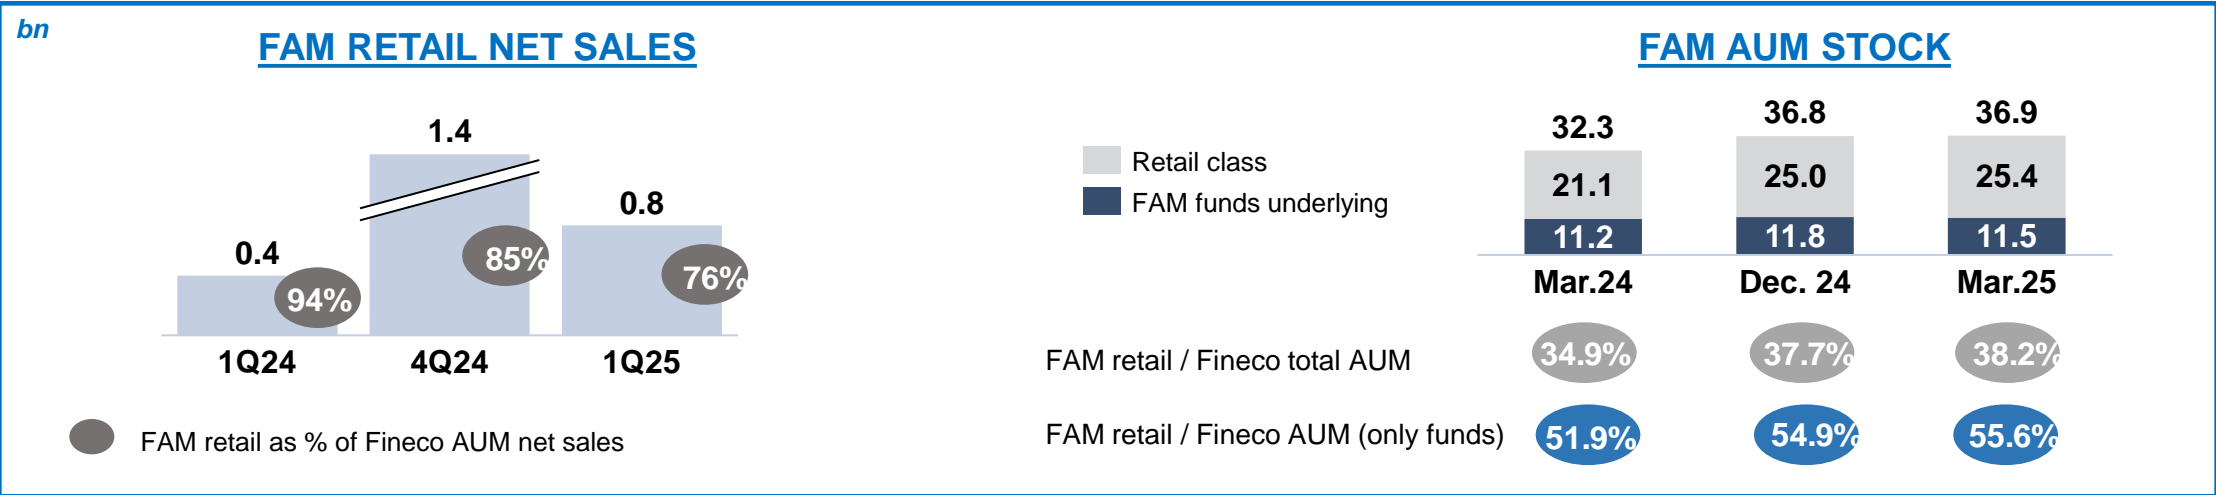 bn
FAM RETAIL NET SALES
1.4
0.8
0.4
85%
76%
94%
1Q24 4Q24 1Q25
FAM retail as % of Fineco AUM net sales
FAM AUM STOCK
Retail class
FAM funds underlying
32.3 36.8 36.9
21.1 25.0 25.4
11.2 11.8 11.5
Mar.24 Dec. 24 Mar.25
FAM retail / Fineco total AUM 34.9% 37.7% 38.2%
FAM retail / Fineco AUM (only funds) 51.9% 54.9% 55.6%